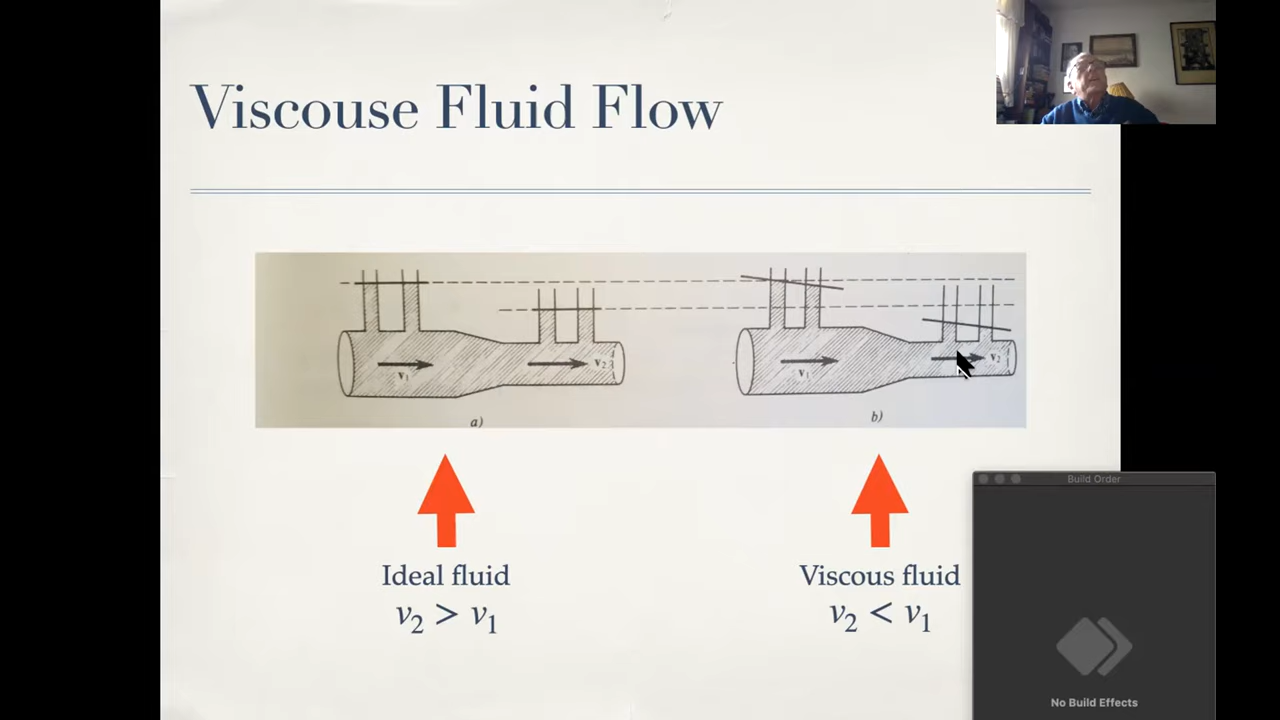 Viscouse Fluid Flow
v₁
v₂
a)
v₁
v₂
b)
Ideal fluid
v₂ > v₁
Viscous fluid
v₂ < v₁
Build Order
No Build Effects